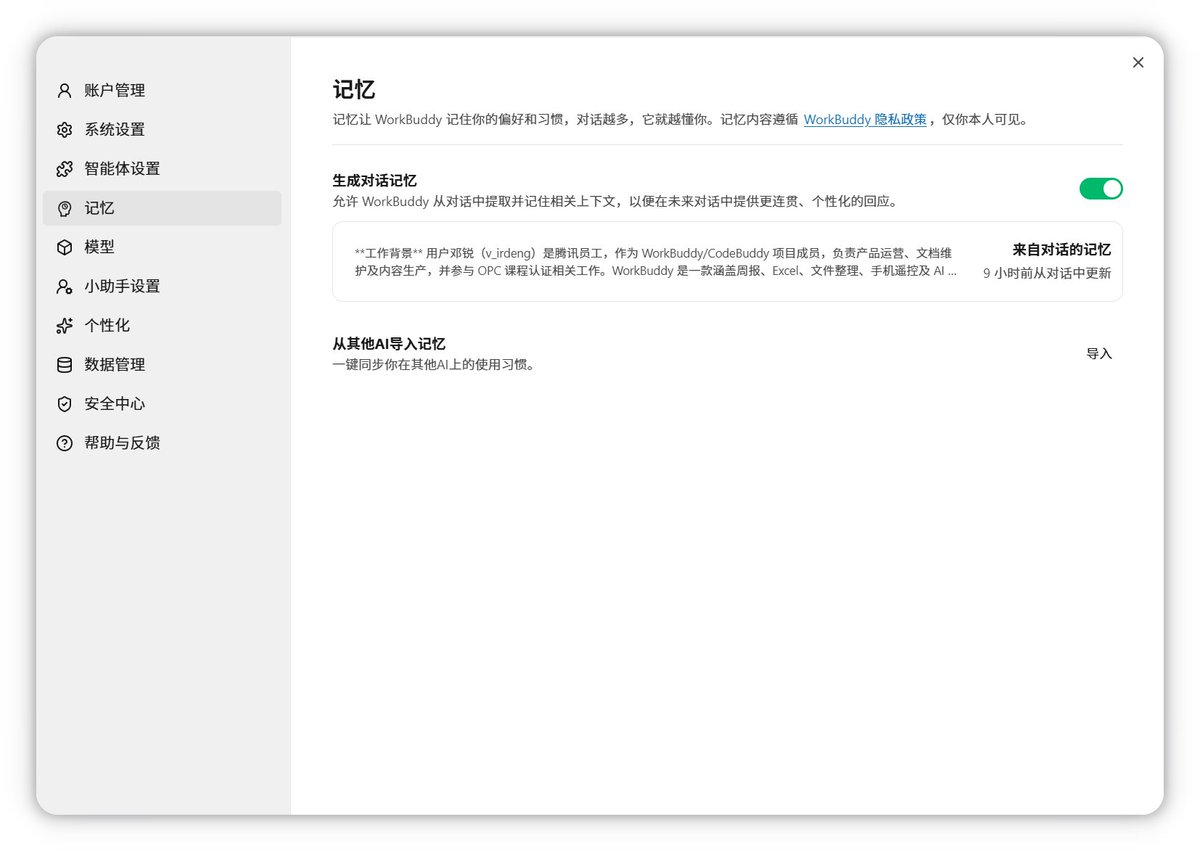 账户管理
系统设置
智能体设置
记忆
模型
小助手设置
个性化
数据管理
安全中心
帮助与反馈
记忆
记忆让 WorkBuddy 记住你的偏好和习惯，对话越多，它就越懂你。记忆内容遵循 WorkBuddy 隐私政策 ，仅你本人可见。
生成对话记忆
允许 WorkBuddy 从对话中提取并记住相关上下文，以便在未来对话中提供更连贯、个性化的回应。
**工作背景** 用户邓锐（v_irdeng）是腾讯员工，作为 WorkBuddy/CodeBuddy 项目成员，负责产品运营、文档维
护及内容生产，并参与 OPC 课程认证相关工作。WorkBuddy 是一款涵盖周报、Excel、文件整理、手机遥控及 AI ...
来自对话的记忆
9 小时前从对话中更新
从其他AI导入记忆
一键同步你在其他AI上的使用习惯。
导入